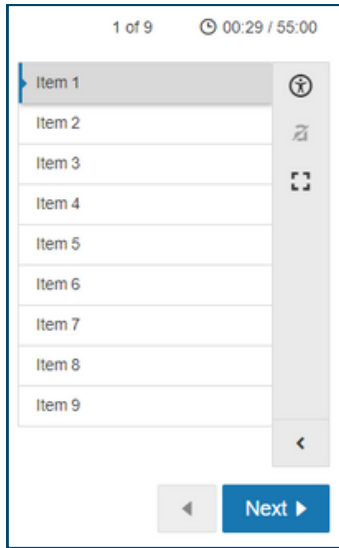 1 of 9 00:29 / 55:00
Item 1
Item 2
Item 3
Item 4
Item 5
Item 6
Item 7
Item 8
Item 9
Next